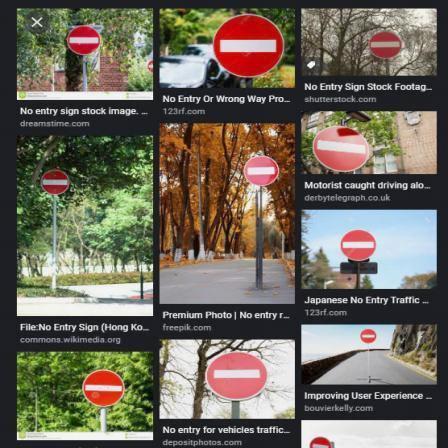 No entry sign stock image. ...
dreamstime.com
File:No Entry Sign (Hong Ko...
commons.wikimedia.org
No Entry Or Wrong Way Pro...
123rf.com
Premium Photo | No entry r...
freepik.com
No entry for vehicles traffic...
depositphotos.com
No Entry Sign Stock Footag...
shutterstock.com
Motorist caught driving alo...
derbytelegraph.co.uk
Japanese No Entry Traffic ...
123rf.com
Improving User Experience ...
bouvierkelly.com